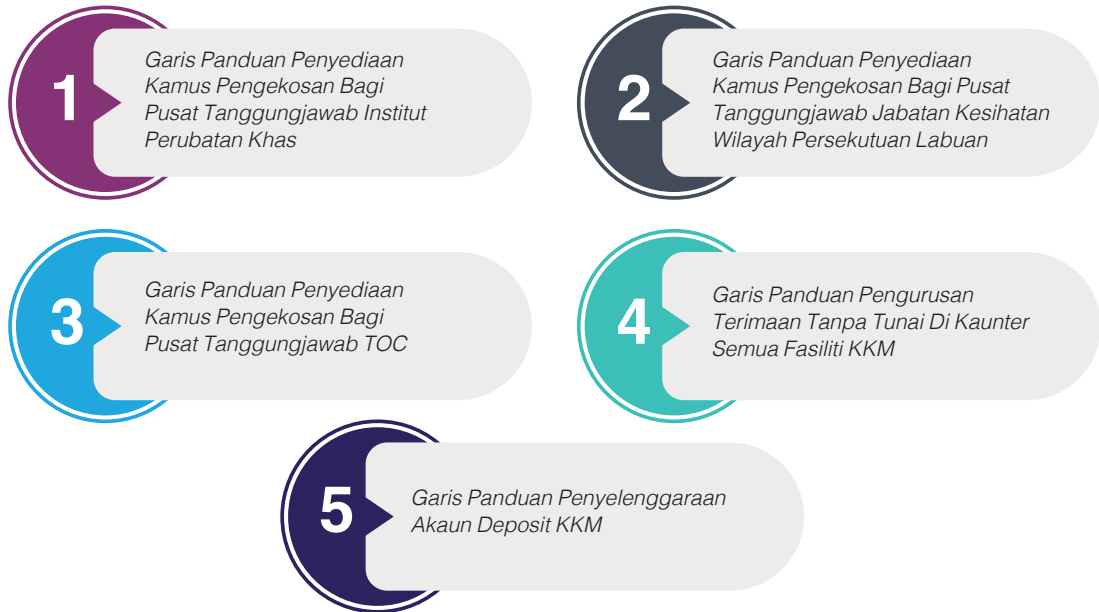 1
Garis Panduan Penyediaan
Kamus Pengekosan Bagi
Pusat Tanggungjawab Institut
Perubatan Khas
2
Garis Panduan Penyediaan
Kamus Pengekosan Bagi Pusat
Tanggungjawab Jabatan Kesihatan
Wilayah Persekutuan Labuan
3
Garis Panduan Penyediaan
Kamus Pengekosan Bagi
Pusat Tanggungjawab TOC
4
Garis Panduan Pengurusan
Terimaan Tanpa Tunai Di Kaunter
Semua Fasiliti KKM
5
Garis Panduan Penyelenggaraan
Akaun Deposit KKM